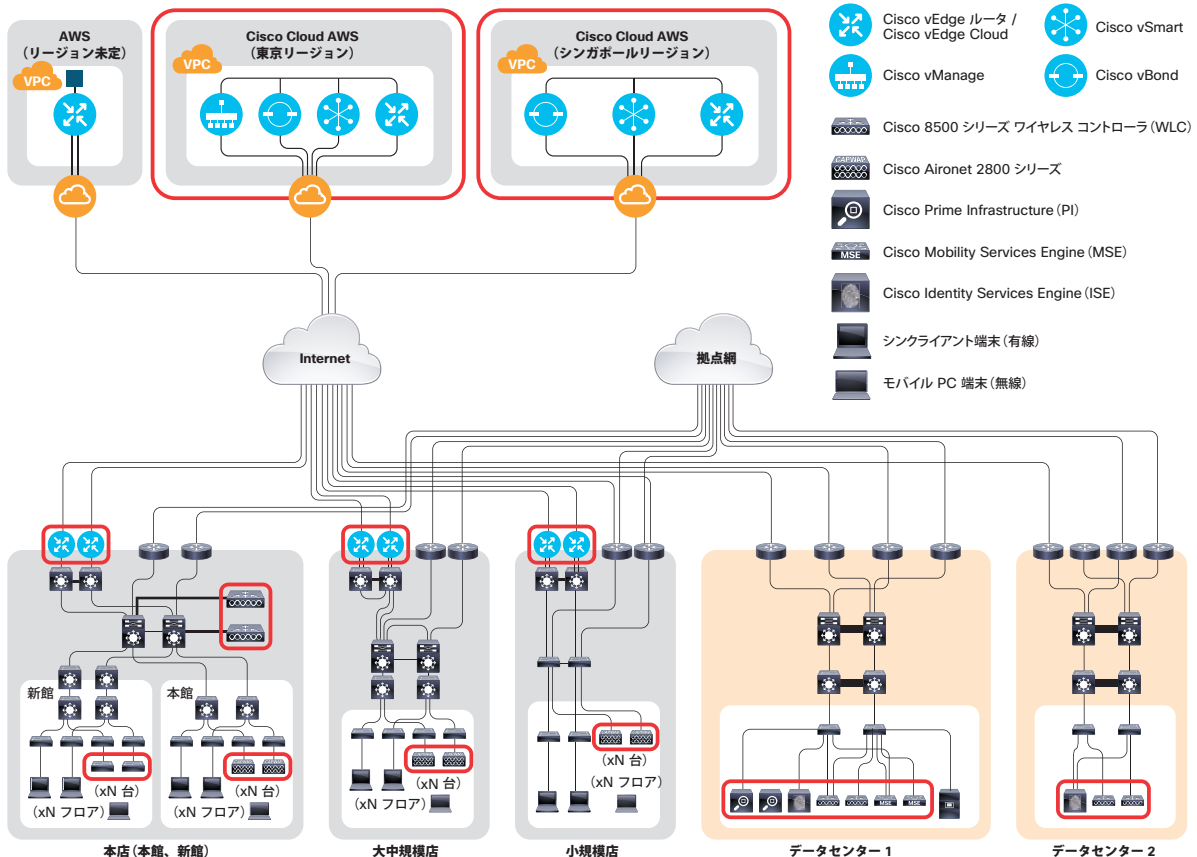 AWS
（リージョン未定）
VPC
Cisco Cloud AWS
（東京リージョン）
VPC
Cisco Cloud AWS
（シンガポールリージョン）
VPC
Cisco vEdge ルータ /
Cisco vEdge Cloud
Cisco vSmart
Cisco vManage
Cisco vBond
Cisco 8500 シリーズ ワイヤレス コントローラ（WLC）
CAPWAP
Cisco Aironet 2800 シリーズ
Cisco Prime Infrastructure（PI）
MSE
Cisco Mobility Services Engine（MSE）
Cisco Identity Services Engine（ISE）
シンクライアント端末（有線）
モバイル PC 端末（無線）
Internet
拠点網
新館
本館
（xN 台）
（xN フロア）
（xN 台）
（xN フロア）
（xN 台）
（xN フロア）
（xN 台）
（xN フロア）
MSE
MSE
本店（本館、新館）
大中規模店
小規模店
データセンター 1
データセンター 2